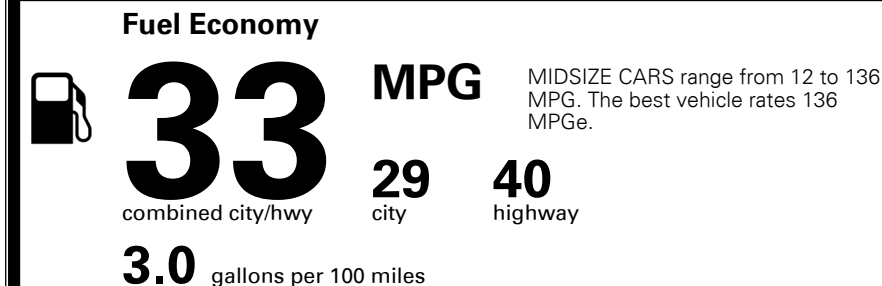 Fuel Economy
33
MPG
MIDSIZE CARS range from 12 to 136
MPG. The best vehicle rates 136
MPGe.
combined city/hwy
29
city
40
highway
3.0 gallons per 100 miles